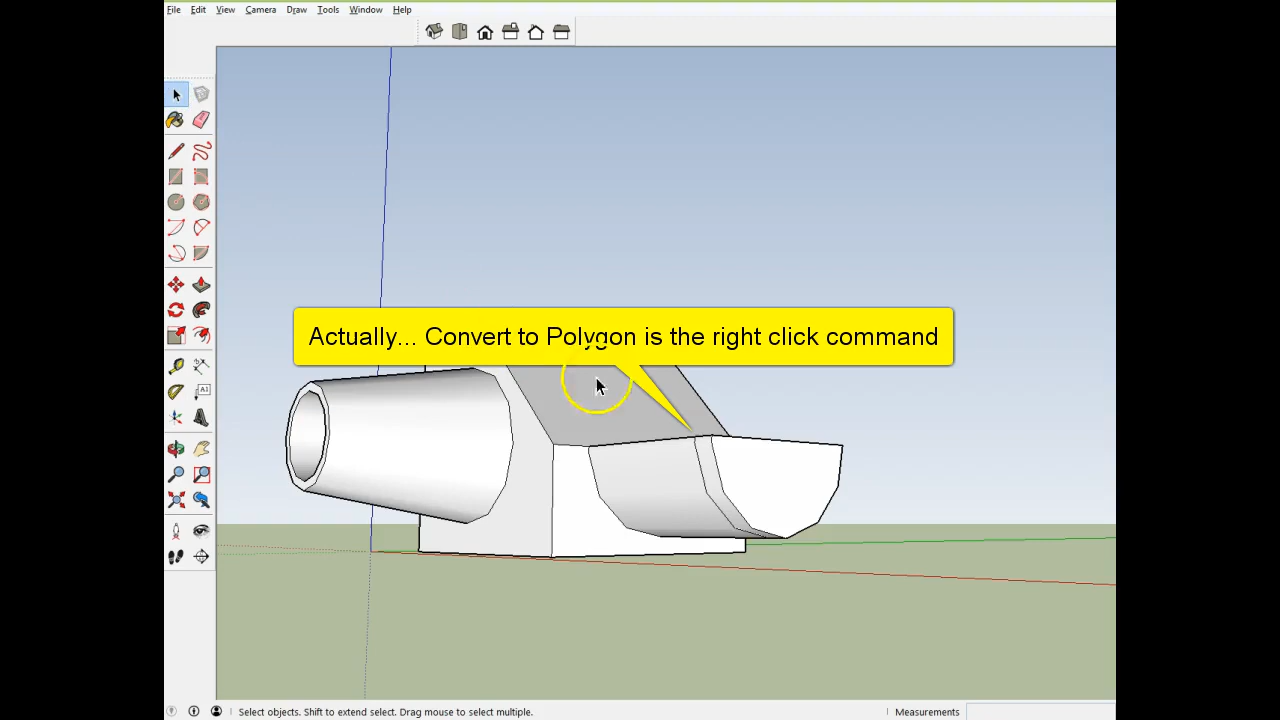 File Edit View Camera Draw Tools Window Help
Actually... Convert to Polygon is the right click command
A1
Select objects. Shift to extend select. Drag mouse to select multiple.
Measurements